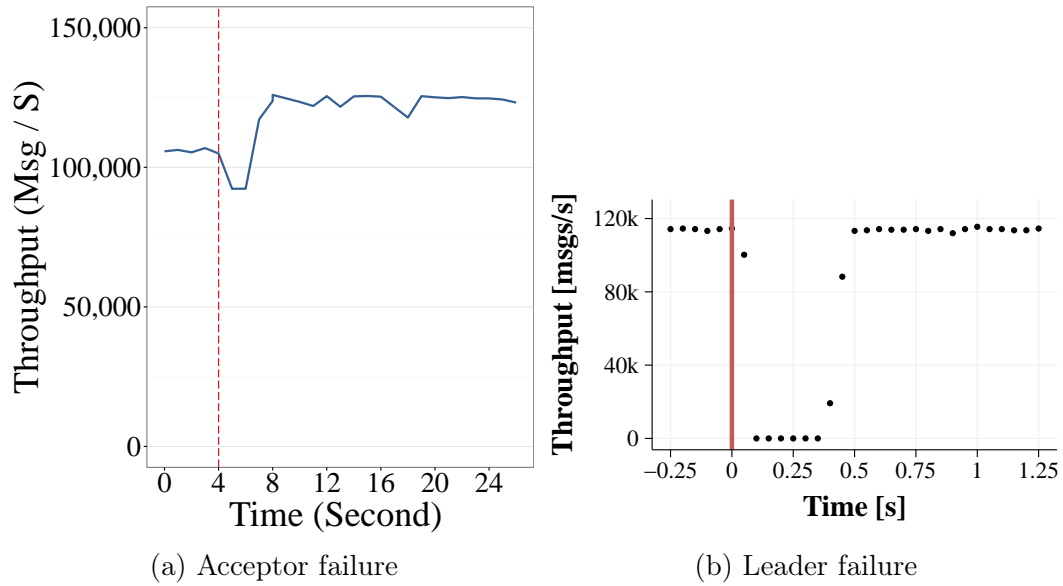 150,000
100,000
50,000
0
Throughput (Msg / S)
0 4 8 12 16 20 24
Time (Second)
(a) Acceptor failure
120k
80k
40k
0
Throughput [msgs/s]
−0.25 0 0.25 0.5 0.75 1 1.25
Time [s]
(b) Leader failure